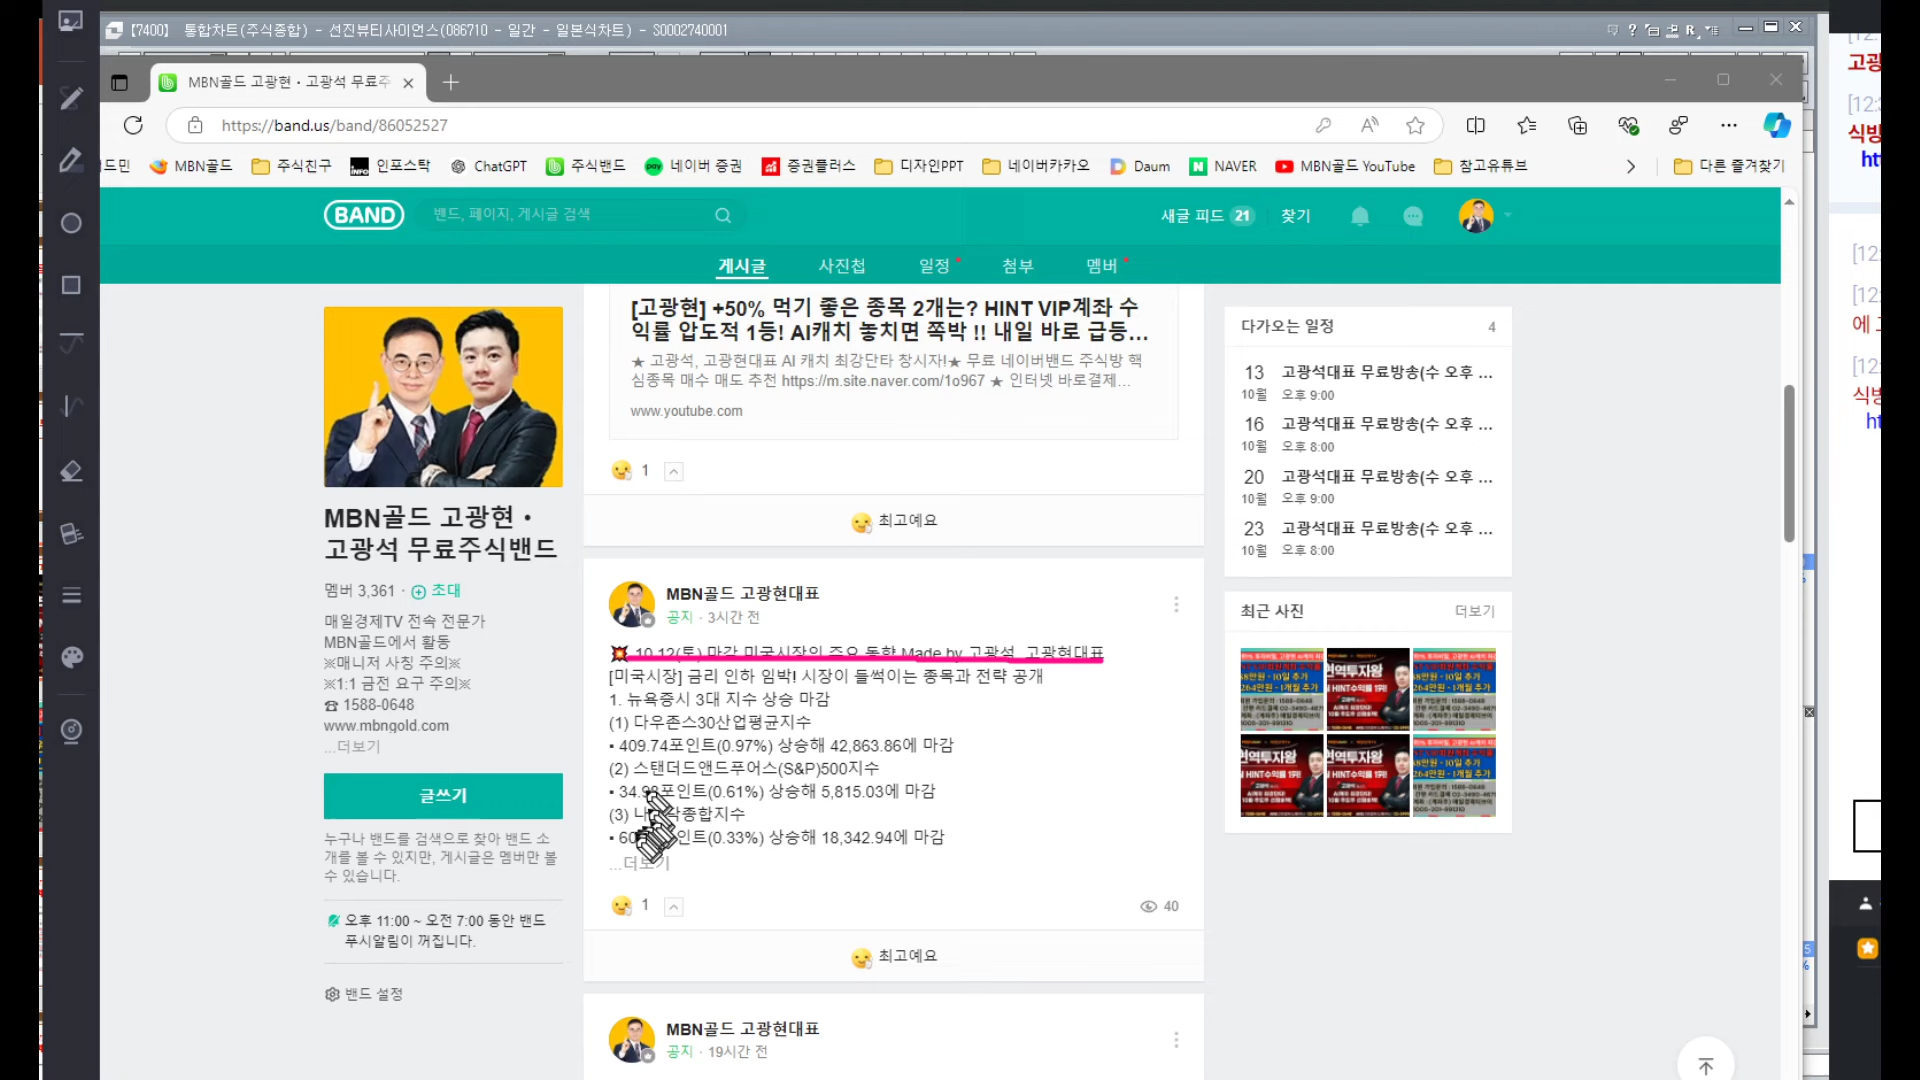 [7400] 통합차트(주식종합) - 선진뷰티사이언스(086710 - 일간 - 일본식차트) - S0002740001
MBN골드 고광현・고광석 무료주
https://band.us/band/86052527
드민 MBN골드 주식친구 인포스탁 ChatGPT 주식밴드 네이버 증권 증권플러스 디자인PPT 네이버카카오 Daum NAVER MBN골드 YouTube 참고유튜브 다른 즐겨찾기
BAND 밴드, 페이지, 게시글 검색 새글 피드 21 찾기
게시글 사진첩 일정 첨부 멤버
MBN골드 고광현・
고광석 무료주식밴드
멤버 3,361 · 초대
매일경제TV 전속 전문가
MBN골드에서 활동
※매니저 사칭 주의※
※1:1 금전 요구 주의※
☎ 1588-0648
www.mbngold.com
...더보기
글쓰기
누구나 밴드를 검색으로 찾아 밴드 소
개를 볼 수 있지만, 게시글은 멤버만 볼
수 있습니다.
오후 11:00 ~ 오전 7:00 동안 밴드
푸시알림이 꺼집니다.
밴드 설정
[고광현] +50% 먹기 좋은 종목 2개는? HINT VIP계좌 수
익률 압도적 1등! AI캐치 놓치면 쪽박 !! 내일 바로 급등...
★ 고광석, 고광현대표 AI 캐치 최강단타 창시자!★ 무료 네이버밴드 주식방 핵
심종목 매수 매도 추천 https://m.site.naver.com/1o967 ★ 인터넷 바로결제...
www.youtube.com
1
최고예요
MBN골드 고광현대표
공지 · 3시간 전
10.12(토) 마감 미국시장의 주요 동향 Made by 고광석, 고광현대표
[미국시장] 금리 인하 임박! 시장이 들썩이는 종목과 전략 공개
1. 뉴욕증시 3대 지수 상승 마감
(1) 다우존스30산업평균지수
▪ 409.74포인트(0.97%) 상승해 42,863.86에 마감
(2) 스탠더드앤드푸어스(S&P)500지수
▪ 34.98포인트(0.61%) 상승해 5,815.03에 마감
(3) 나스닥종합지수
▪ 60 인트(0.33%) 상승해 18,342.94에 마감
...더보기
1
40
최고예요
MBN골드 고광현대표
공지 · 19시간 전
다가오는 일정 4
13 고광석대표 무료방송(수 오후 ...
10월 오후 9:00
16 고광석대표 무료방송(수 오후 ...
10월 오후 8:00
20 고광석대표 무료방송(수 오후 ...
10월 오후 9:00
23 고광석대표 무료방송(수 오후 ...
10월 오후 8:00
최근 사진 더보기
고광
[12:
식방
ht
[12:
[12:
에
[12:
식방
ht